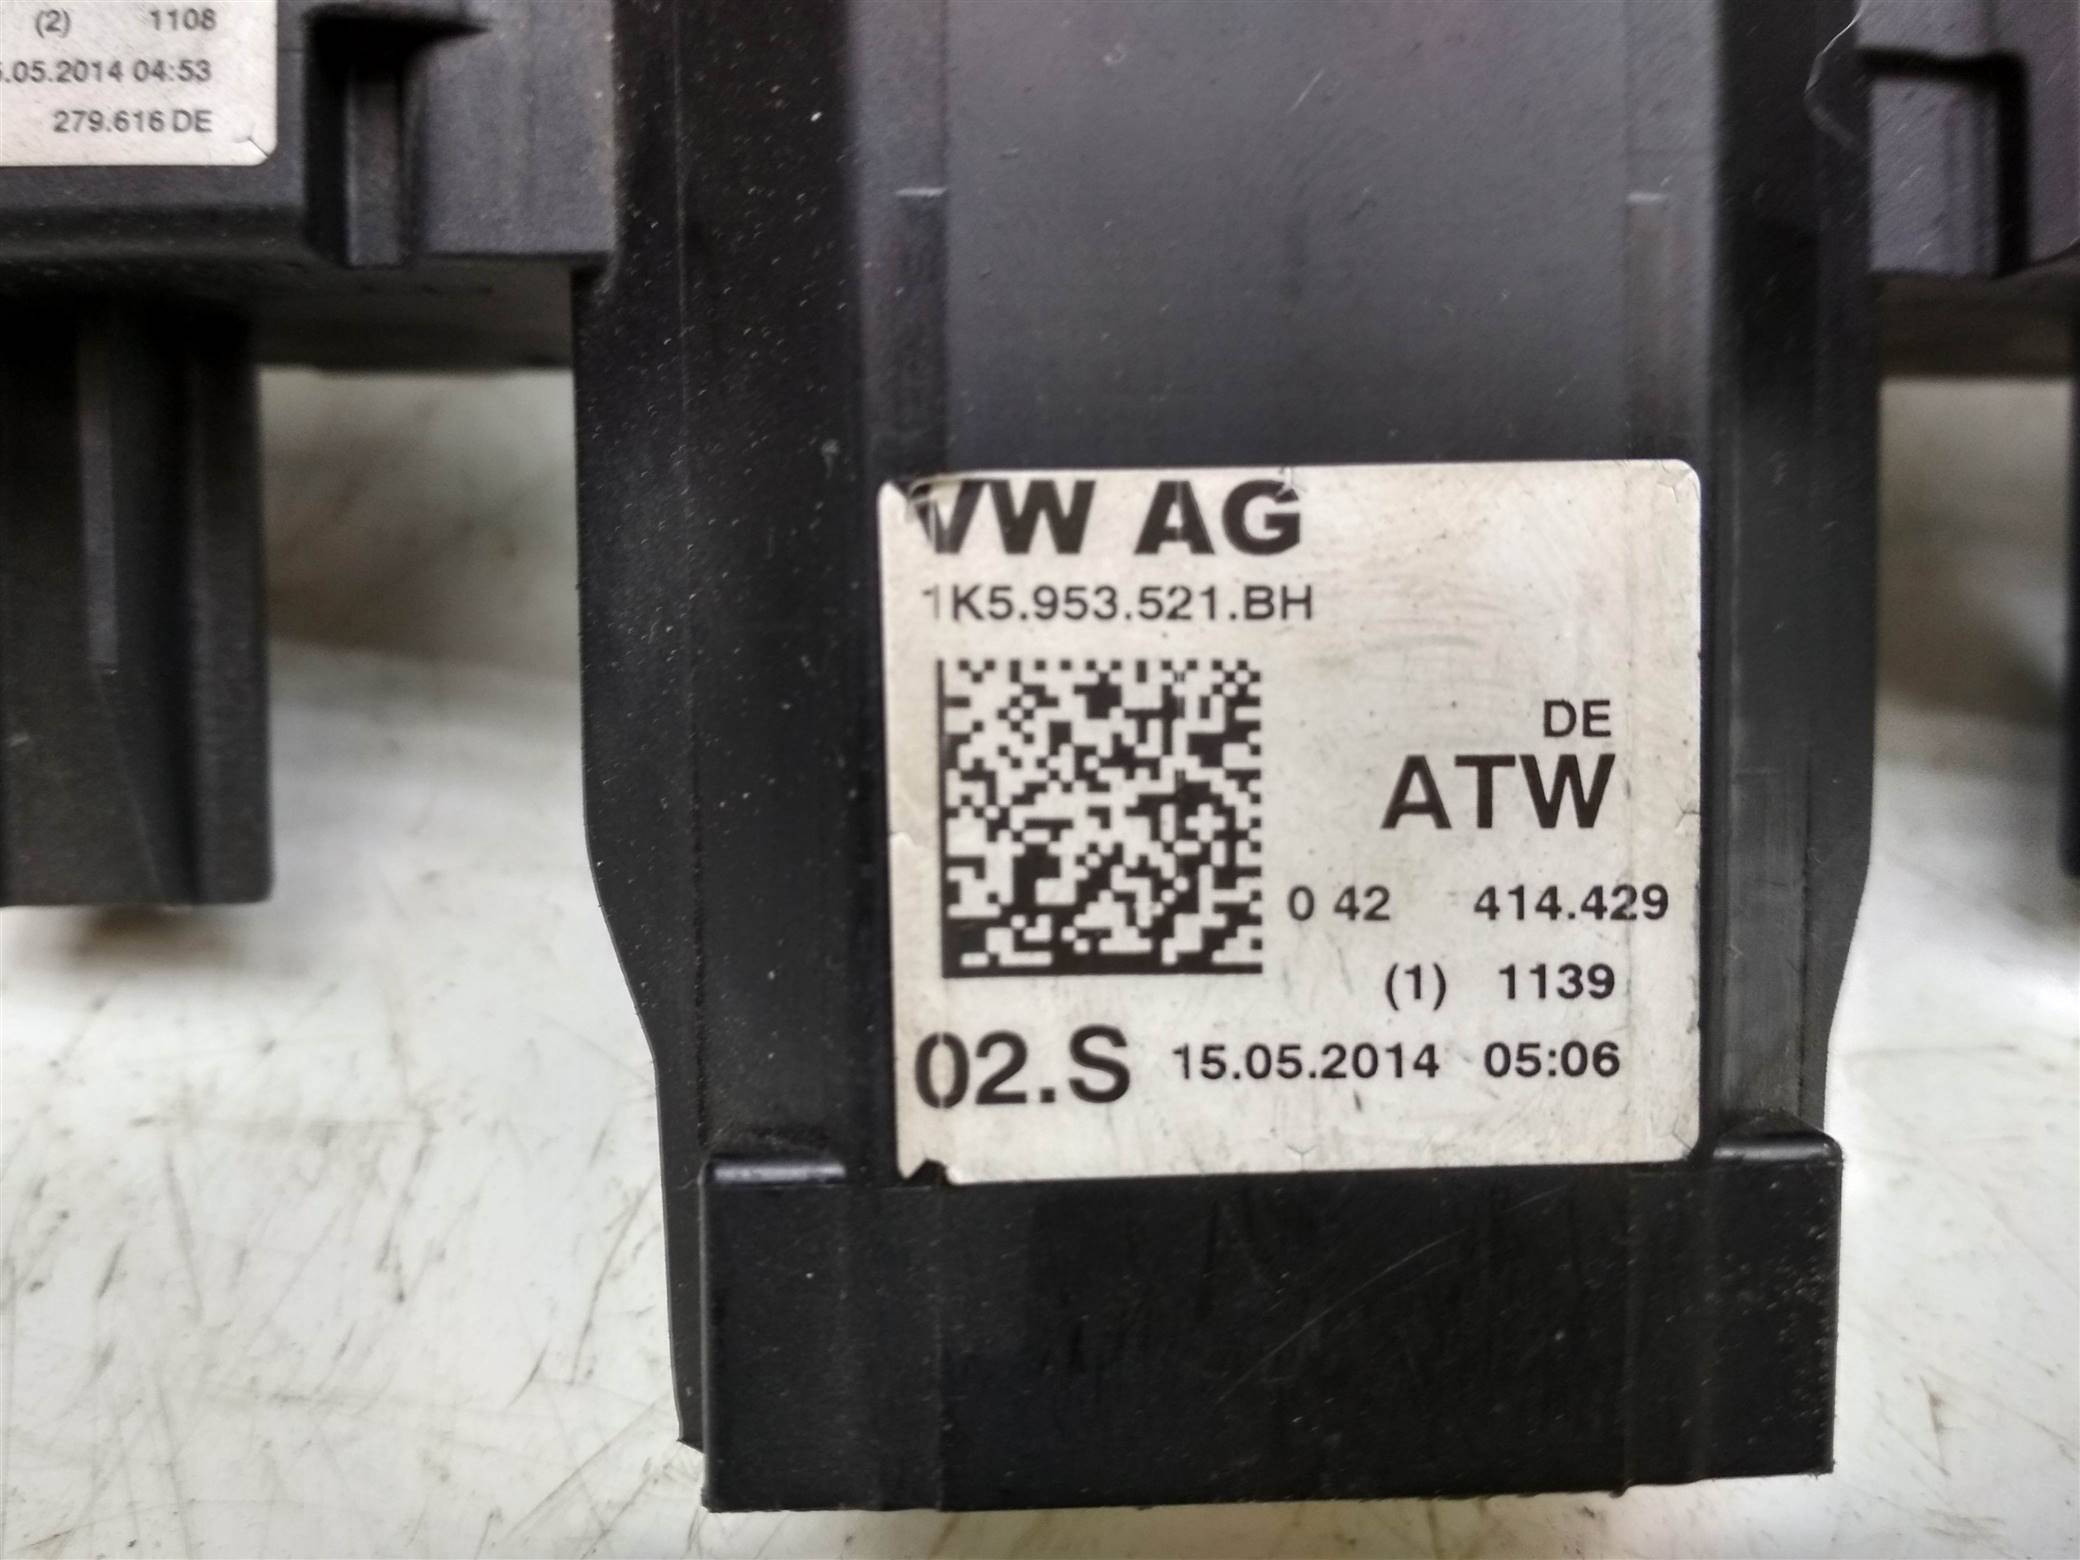 (2) 1108
.05.2014 04:53
279.616 DE
VW AG
1K5.953.521.BH
DE
ATW
0 42 414.429
(1) 1139
02.S 15.05.2014 05:06